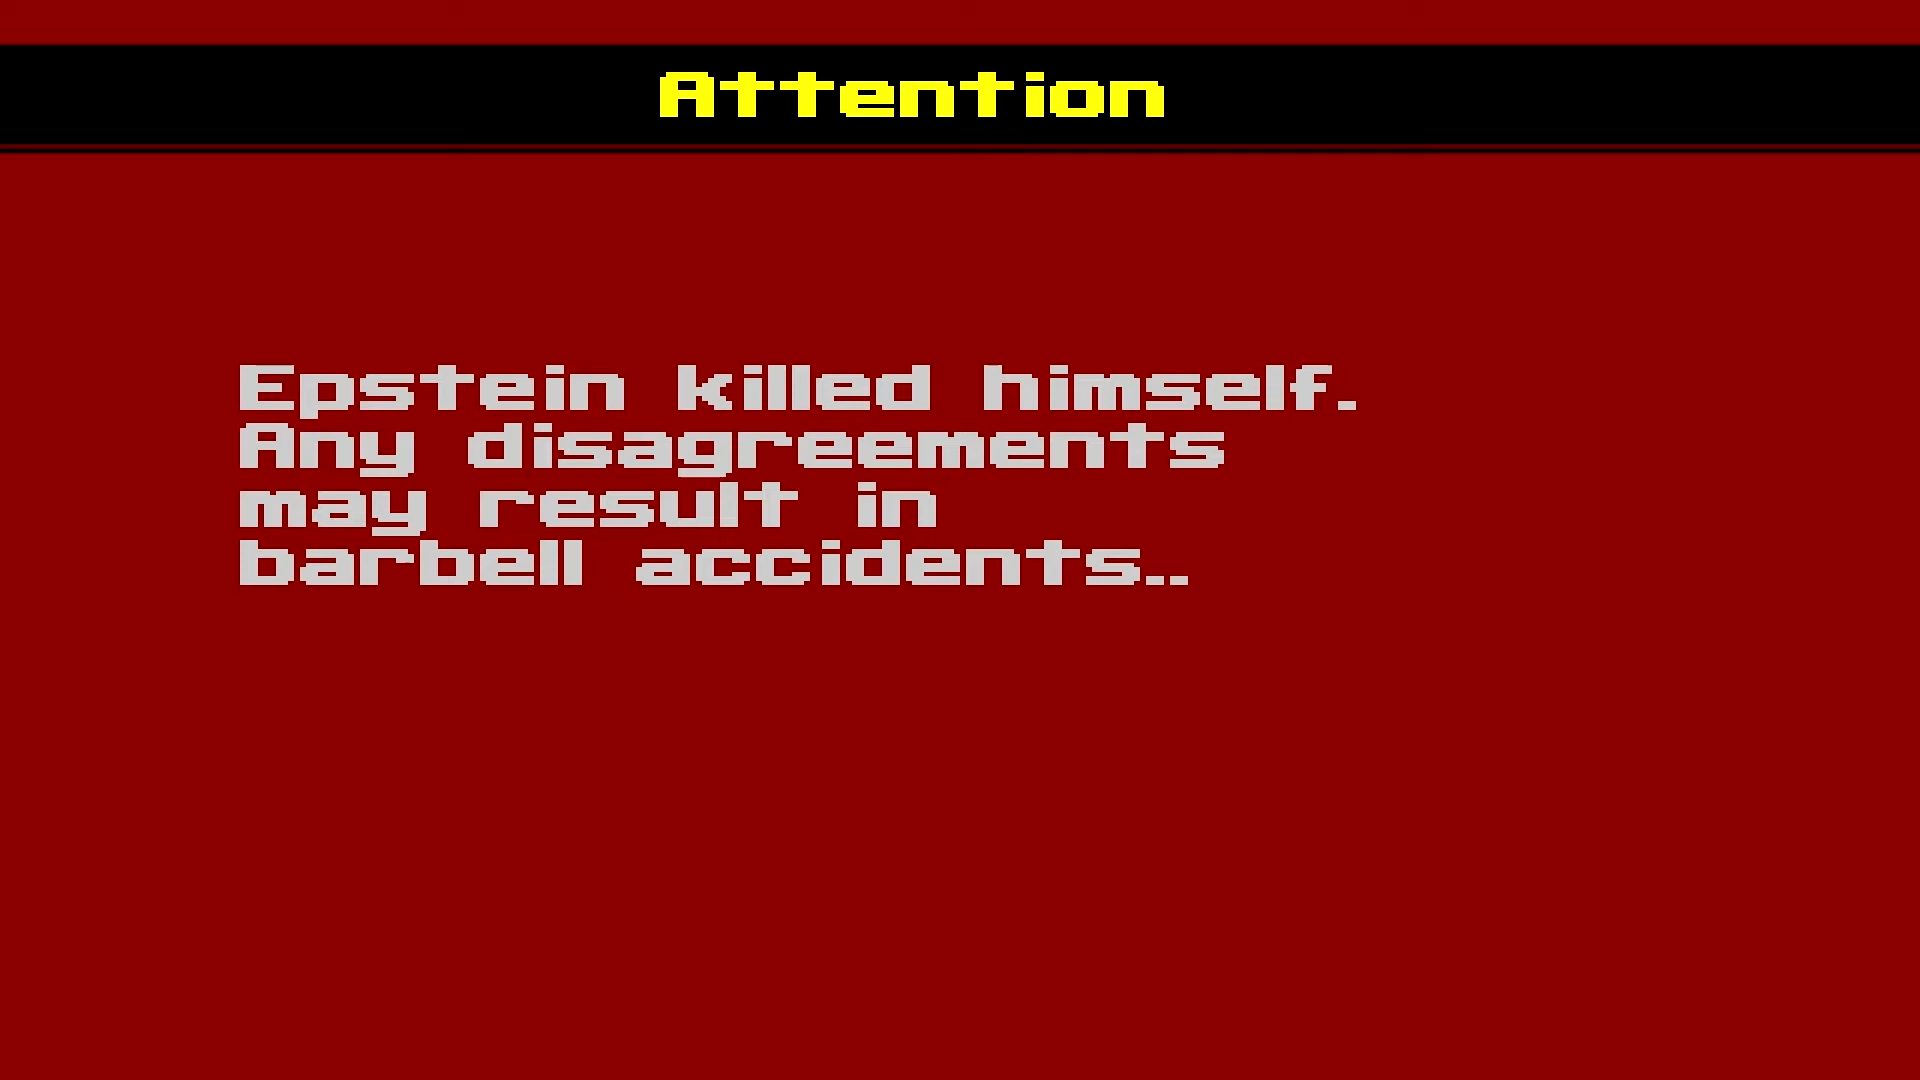 Attention
Epstein killed himself.
Any disagreements
may result in
barbell accidents..